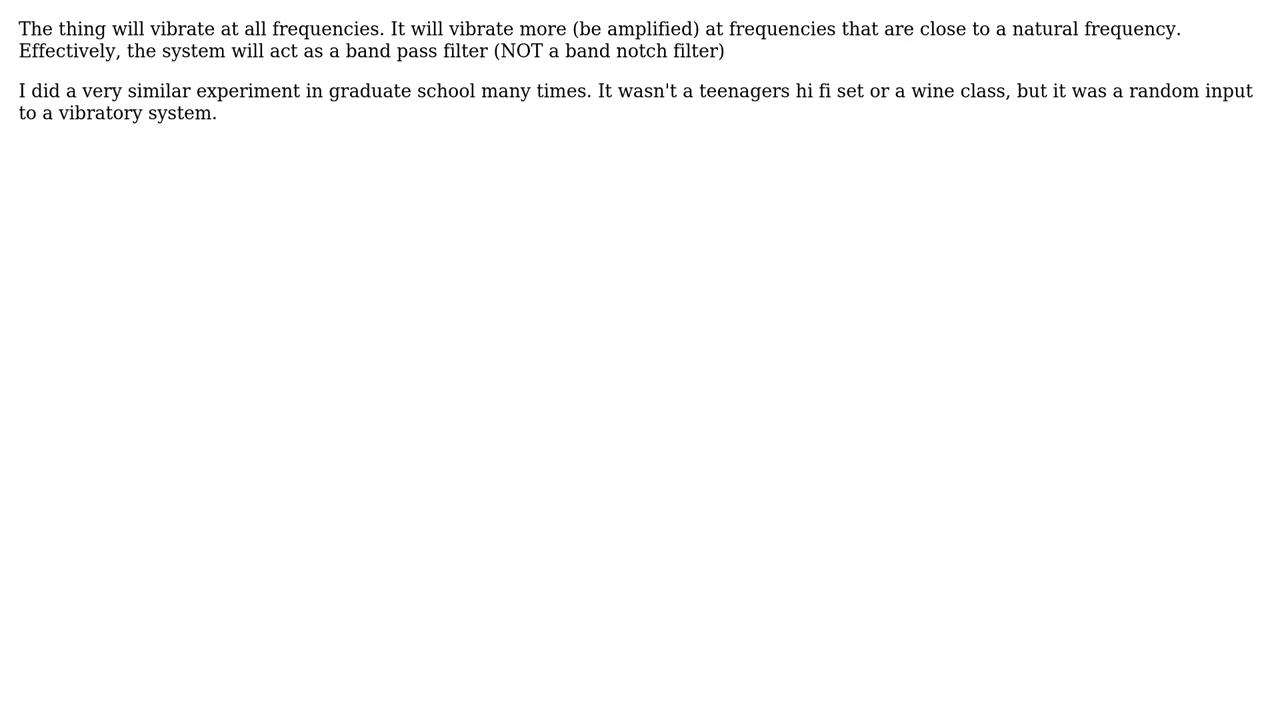 The thing will vibrate at all frequencies. It will vibrate more (be amplified) at frequencies that are close to a natural frequency.
Effectively, the system will act as a band pass filter (NOT a band notch filter)
I did a very similar experiment in graduate school many times. It wasn't a teenagers hi fi set or a wine class, but it was a random input
to a vibratory system.